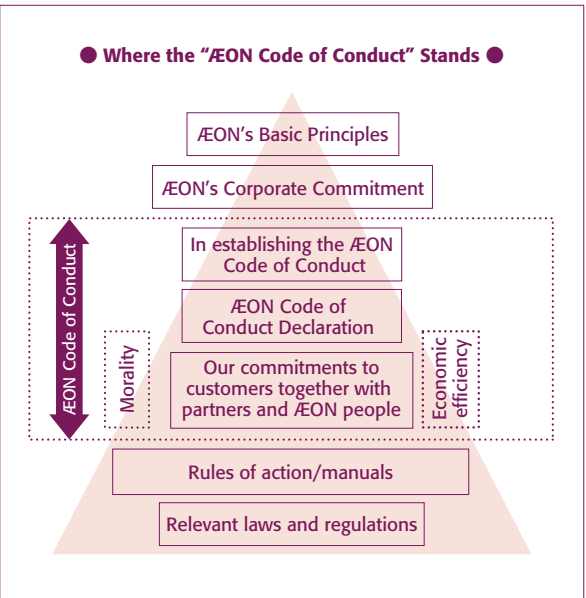 ● Where the “ÆON Code of Conduct” Stands ●
ÆON’s Basic Principles
ÆON’s Corporate Commitment
ÆON Code of Conduct
In establishing the ÆON
Code of Conduct
ÆON Code of
Conduct Declaration
Morality
Our commitments to
customers together with
partners and ÆON people
Economic
efficiency
Rules of action/manuals
Relevant laws and regulations